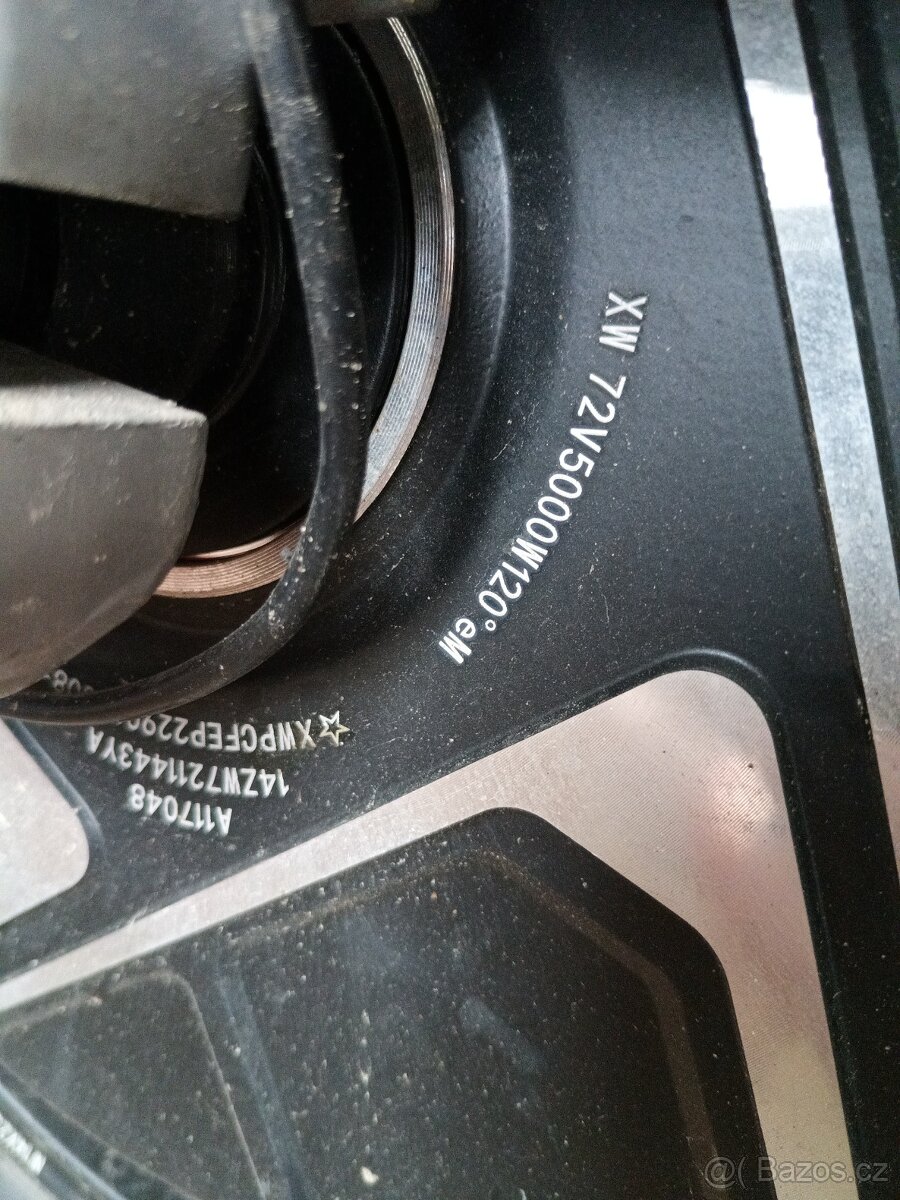 XW 72V5000W120°eM
☆XWPCFEP229
14ZW7211443YA
A117048
@( Bazos.cz